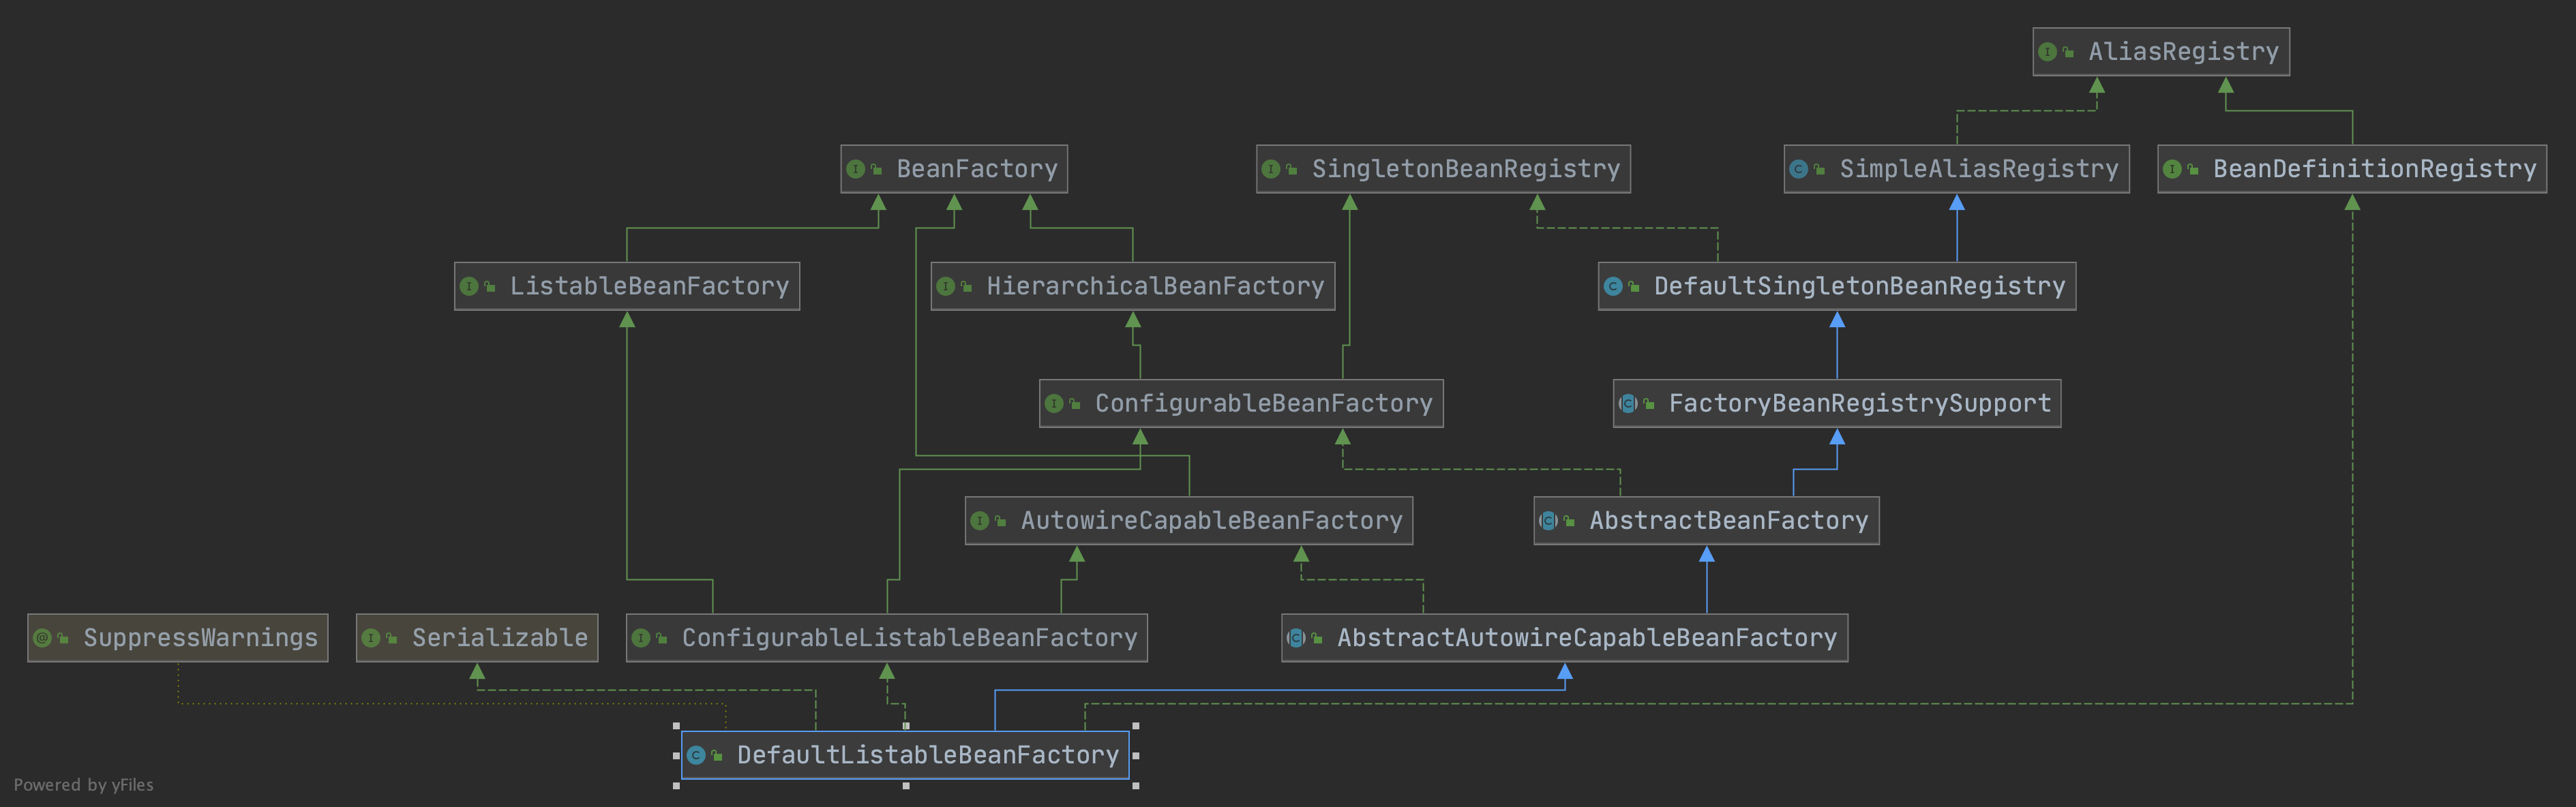 AliasRegistry
BeanFactory
SingletonBeanRegistry
SimpleAliasRegistry
BeanDefinitionRegistry
ListableBeanFactory
HierarchicalBeanFactory
DefaultSingletonBeanRegistry
ConfigurableBeanFactory
FactoryBeanRegistrySupport
AutowireCapableBeanFactory
AbstractBeanFactory
SuppressWarnings
Serializable
ConfigurableListableBeanFactory
AbstractAutowireCapableBeanFactory
DefaultListableBeanFactory
Powered by yFiles